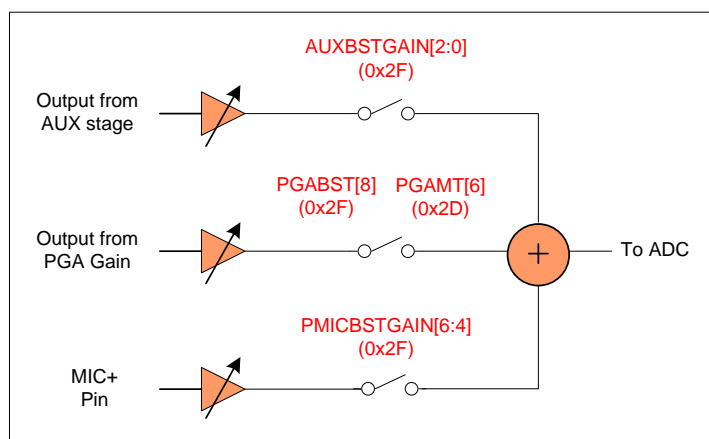 AUXBSTGAIN[2:0]
(0x2F)
Output from
AUX stage
PGABST[8] PGAMT[6]
(0x2F) (0x2D)
Output from
PGA Gain
+
To ADC
PMICBSTGAIN[6:4]
(0x2F)
MIC+
Pin